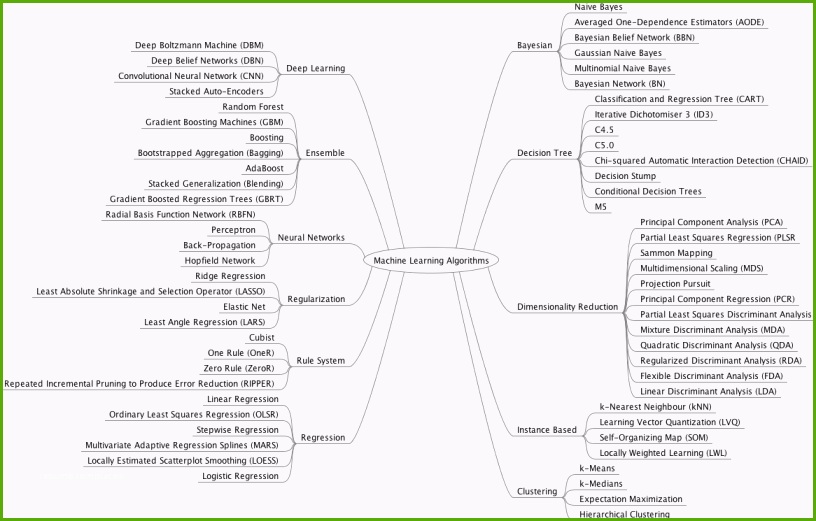 Machine Learning Algorithms
Deep Learning
Deep Boltzmann Machine (DBM)
Deep Belief Networks (DBN)
Convolutional Neural Network (CNN)
Stacked Auto-Encoders
Ensemble
Random Forest
Gradient Boosting Machines (GBM)
Boosting
Bootstrapped Aggregation (Bagging)
AdaBoost
Stacked Generalization (Blending)
Gradient Boosted Regression Trees (GBRT)
Neural Networks
Radial Basis Function Network (RBFN)
Perceptron
Back-Propagation
Hopfield Network
Regularization
Ridge Regression
Least Absolute Shrinkage and Selection Operator (LASSO)
Elastic Net
Least Angle Regression (LARS)
Rule System
Cubist
One Rule (OneR)
Zero Rule (ZeroR)
Repeated Incremental Pruning to Produce Error Reduction (RIPPER)
Regression
Linear Regression
Ordinary Least Squares Regression (OLSR)
Stepwise Regression
Multivariate Adaptive Regression Splines (MARS)
Locally Estimated Scatterplot Smoothing (LOESS)
Logistic Regression
Bayesian
Naive Bayes
Averaged One-Dependence Estimators (AODE)
Bayesian Belief Network (BBN)
Gaussian Naive Bayes
Multinomial Naive Bayes
Bayesian Network (BN)
Decision Tree
Classification and Regression Tree (CART)
Iterative Dichotomiser 3 (ID3)
C4.5
C5.0
Chi-squared Automatic Interaction Detection (CHAID)
Decision Stump
Conditional Decision Trees
M5
Dimensionality Reduction
Principal Component Analysis (PCA)
Partial Least Squares Regression (PLSR
Sammon Mapping
Multidimensional Scaling (MDS)
Projection Pursuit
Principal Component Regression (PCR)
Partial Least Squares Discriminant Analysis
Mixture Discriminant Analysis (MDA)
Quadratic Discriminant Analysis (QDA)
Regularized Discriminant Analysis (RDA)
Flexible Discriminant Analysis (FDA)
Linear Discriminant Analysis (LDA)
Instance Based
k-Nearest Neighbour (kNN)
Learning Vector Quantization (LVQ)
Self-Organizing Map (SOM)
Locally Weighted Learning (LWL)
Clustering
k-Means
k-Medians
Expectation Maximization
Hierarchical Clustering